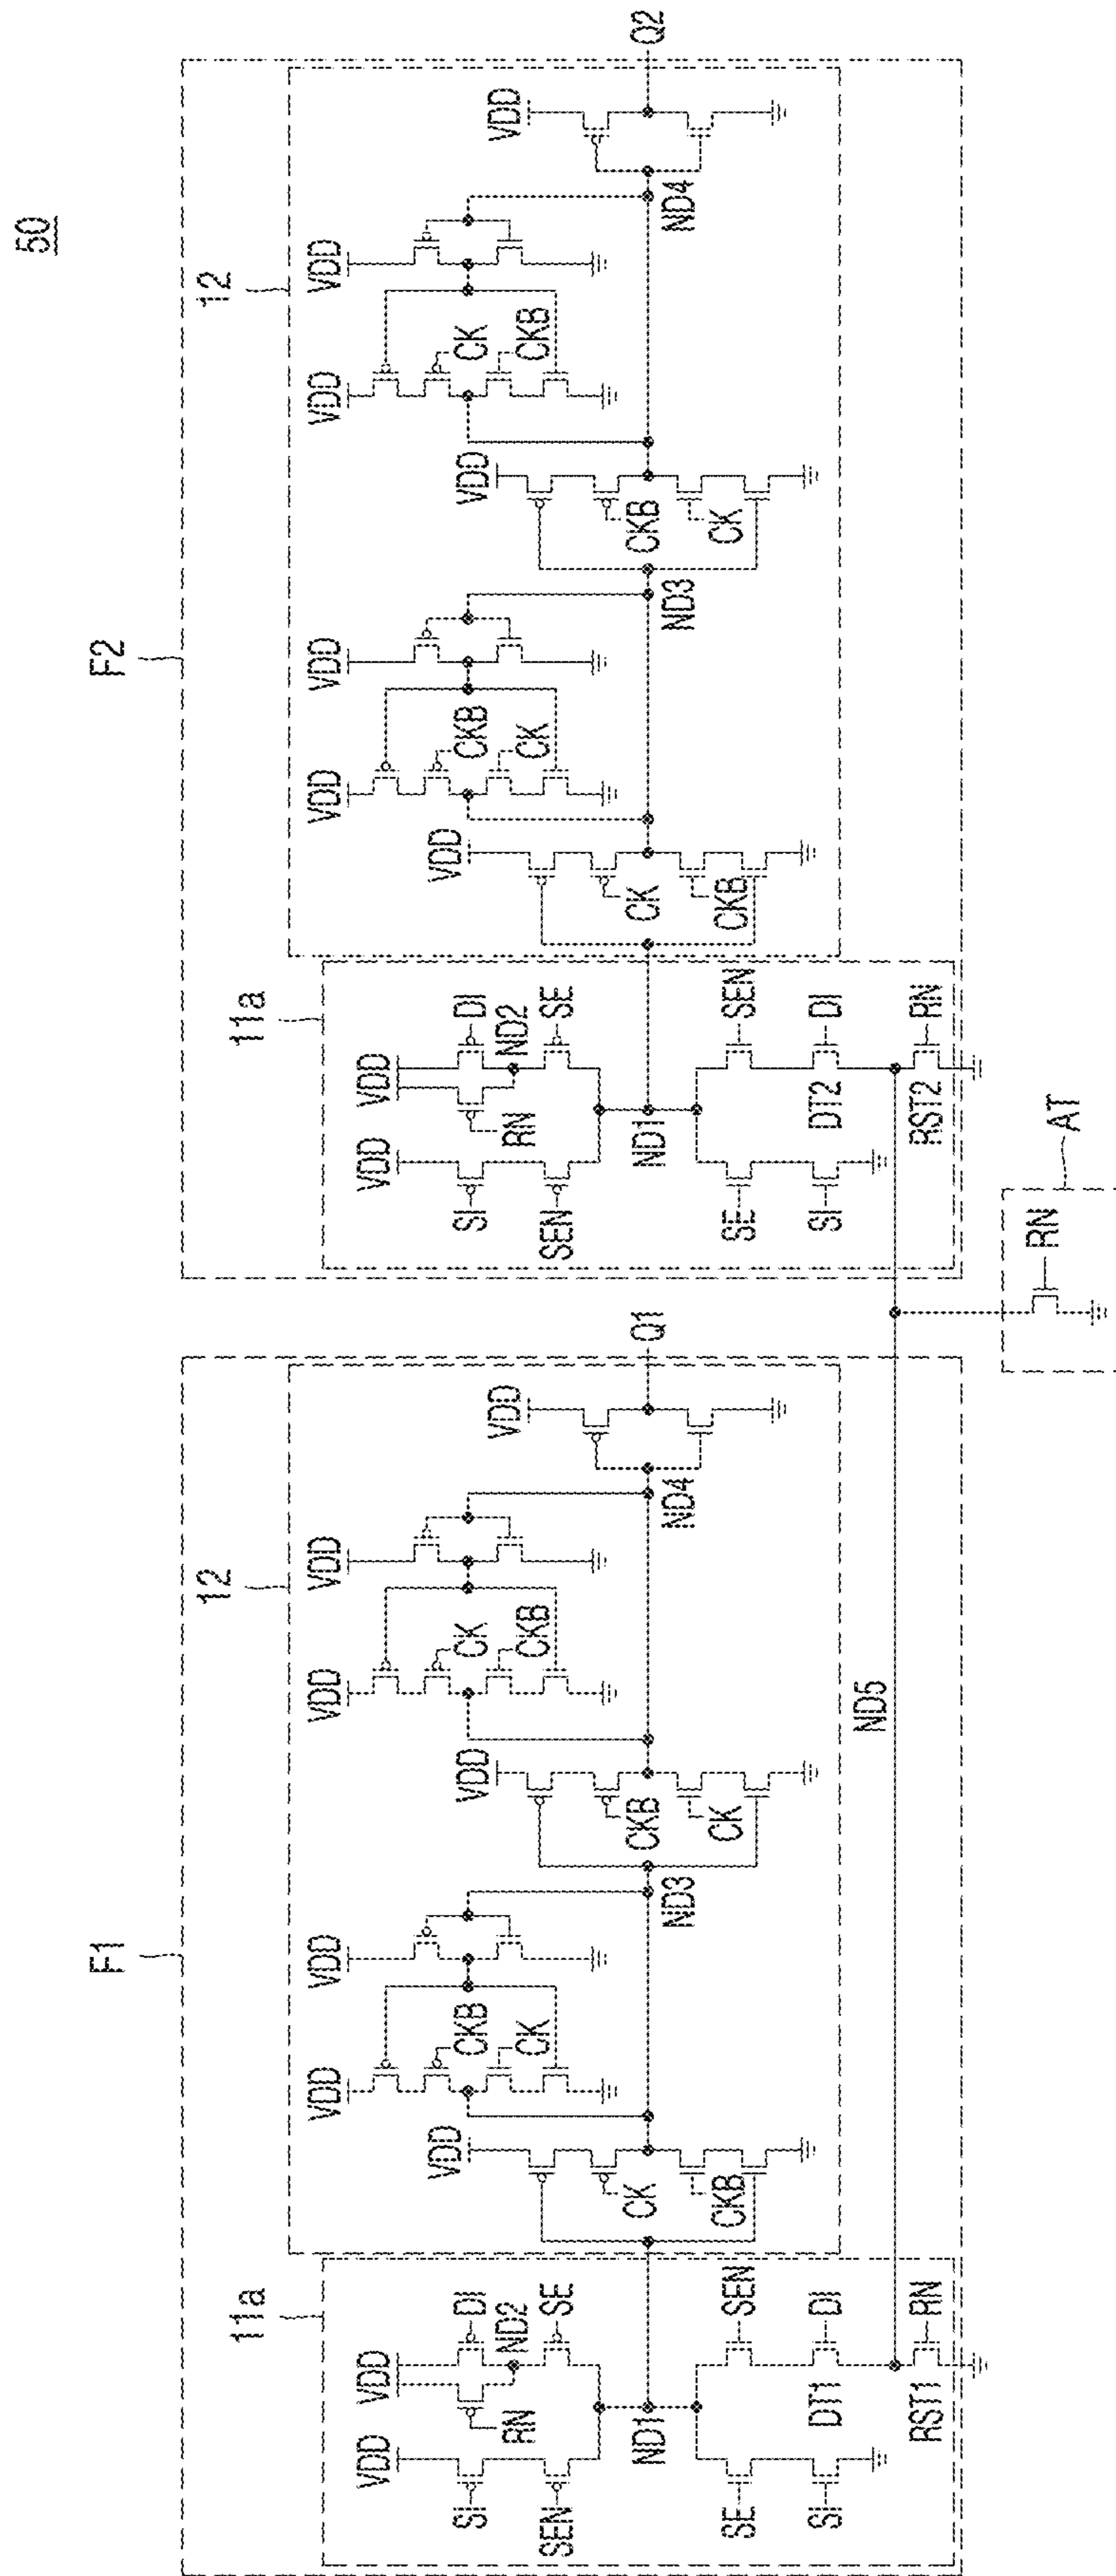 50
F1
11a
VDD
VDD
SI
RN
DI
ND2
SEN
SE
ND1
SE
SEN
SI
DT1
DI
RST1
RN
12
VDD
VDD
CKB
CK
VDD
CK
CKB
ND3
VDD
VDD
CK
CKB
VDD
CKB
CK
ND4
VDD
Q1
ND5
F2
11a
VDD
VDD
SI
RN
DI
ND2
SEN
SE
ND1
SE
SEN
SI
DT2
DI
RST2
RN
12
VDD
VDD
CKB
CK
VDD
CK
CKB
ND3
VDD
VDD
CK
CKB
VDD
CKB
CK
ND4
VDD
Q2
RN
AT